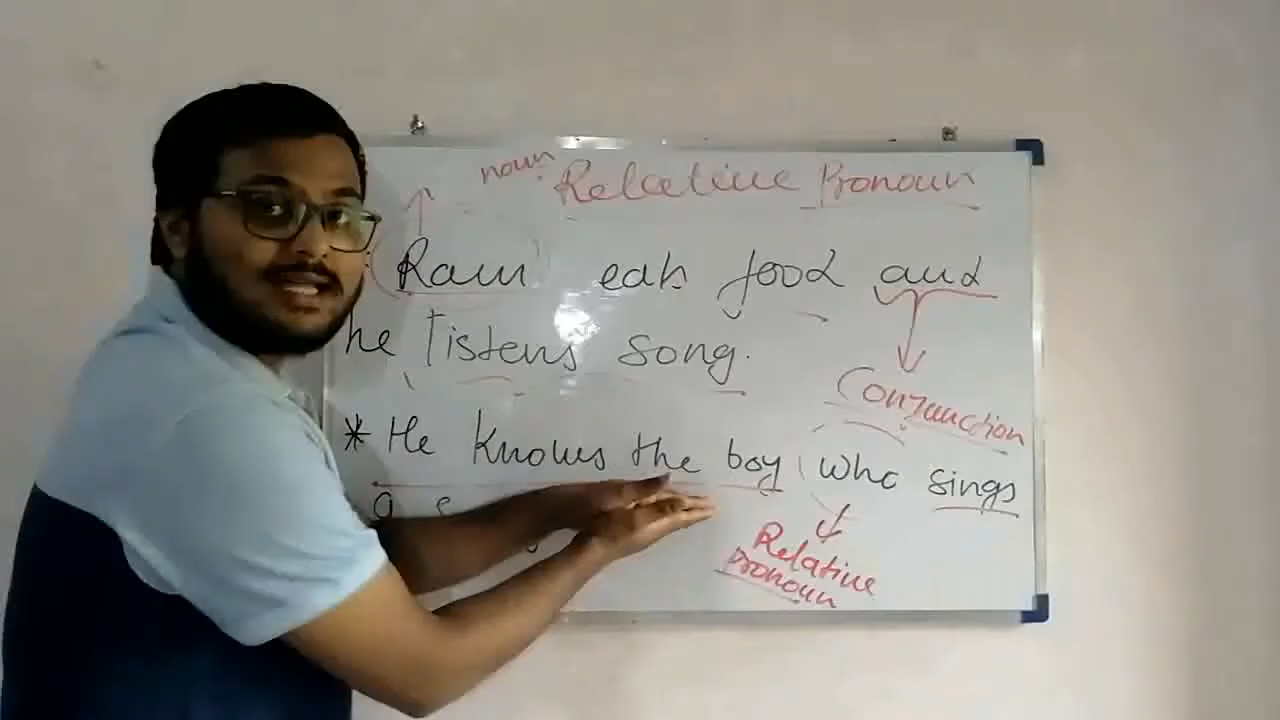 noun Relative Pronoun
Ram eats food and
he listens song.
Conjunction
* He knows the boy who sings
a s
Relative
Pronoun